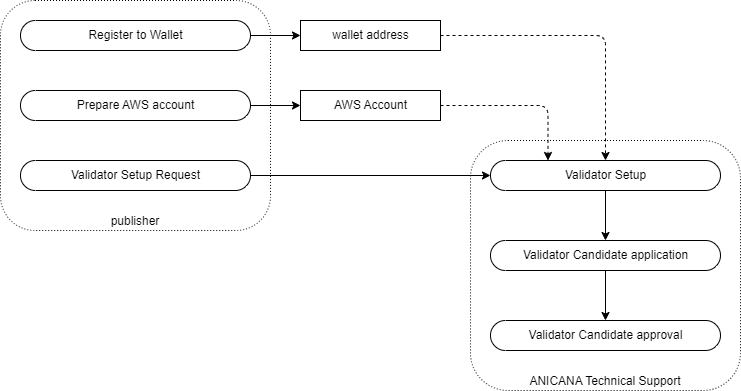 Register to Wallet
wallet address
Prepare AWS account
AWS Account
Validator Setup Request
Validator Setup
publisher
Validator Candidate application
Validator Candidate approval
ANICANA Technical Support